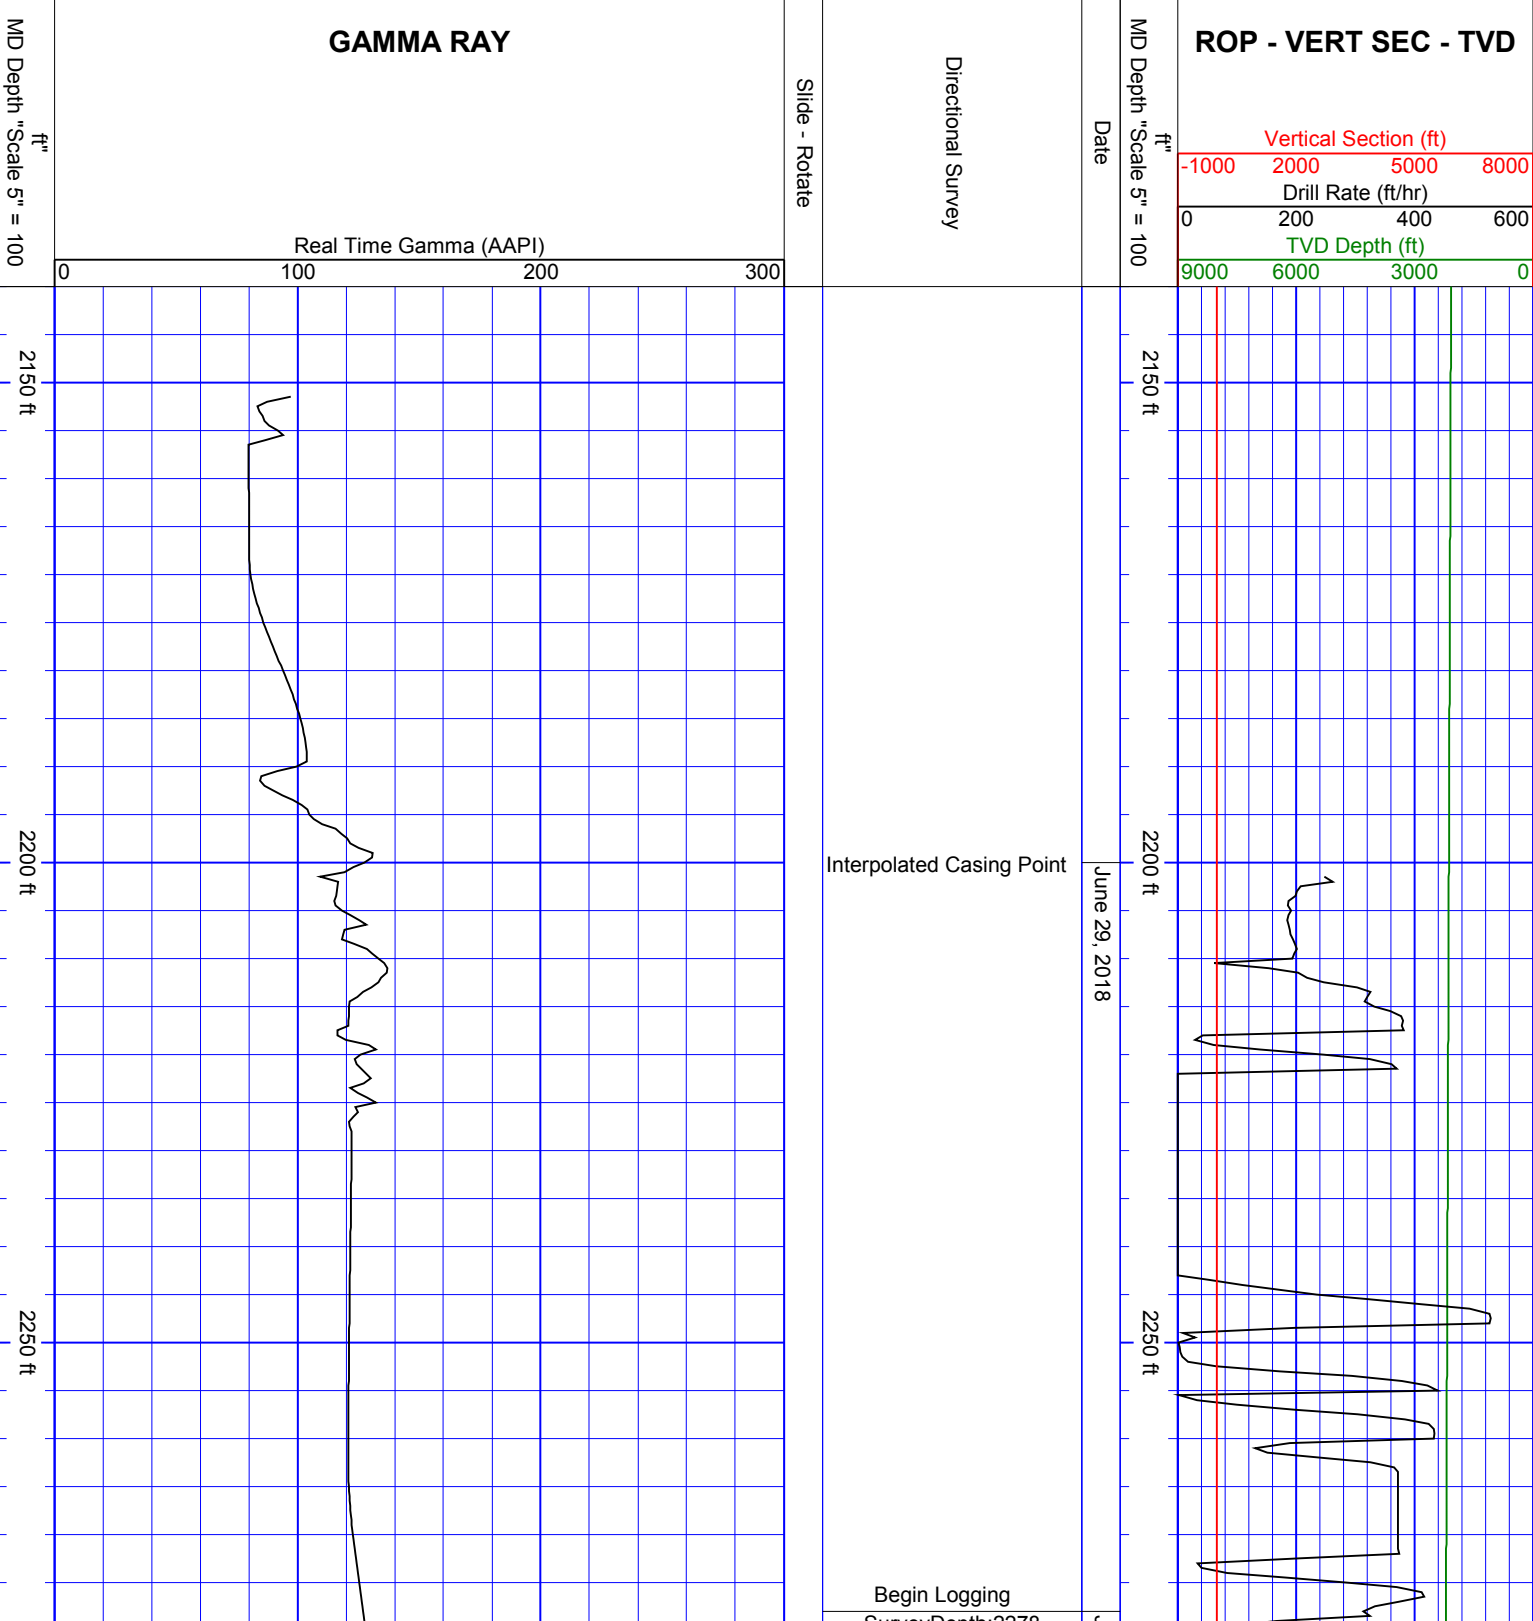 GAMMA RAY
ROP - VERT SEC - TVD
MD Depth "Scale 5" = 100
ft"
Slide - Rotate
Directional Survey
Date
MD Depth "Scale 5" = 100
ft"
Real Time Gamma (AAPI)
0 100 200 300
Vertical Section (ft)
-1000 2000 5000 8000
Drill Rate (ft/hr)
0 200 400 600
TVD Depth (ft)
9000 6000 3000 0
2150 ft
2150 ft
2200 ft
Interpolated Casing Point
June 29, 2018
2200 ft
2250 ft
2250 ft
Begin Logging
SurveyDepth:2278